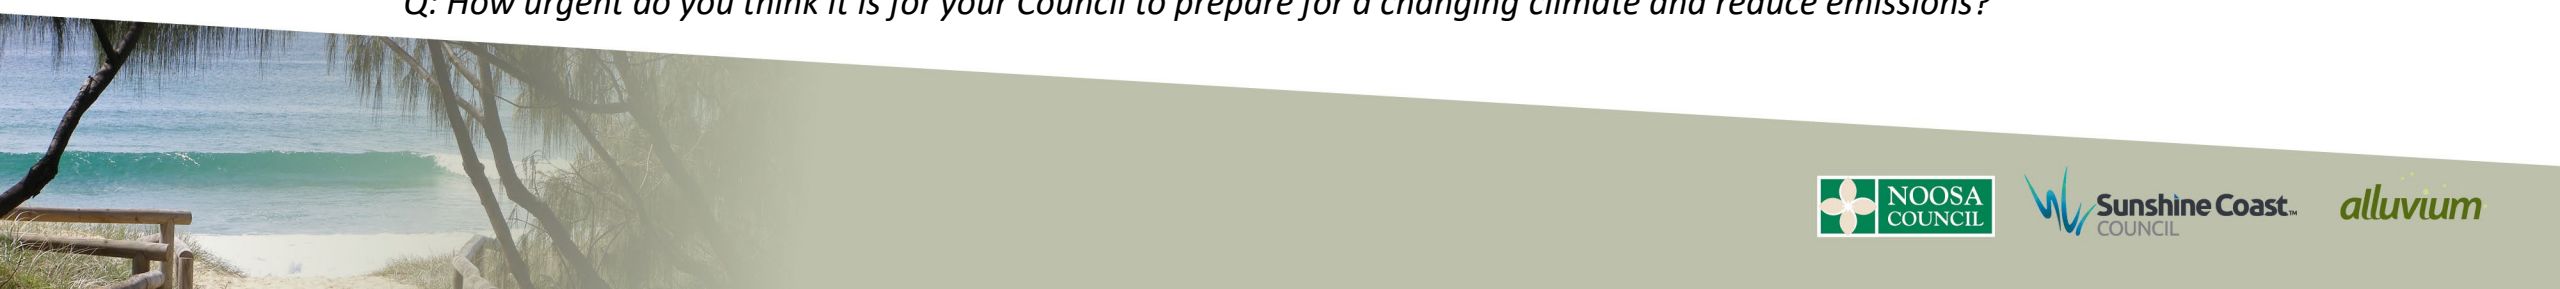 Q: How urgent do you think it is for your Council to prepare for a changing climate and reduce emissions?
NOOSA
COUNCIL
Sunshine Coast™
COUNCIL
alluvium